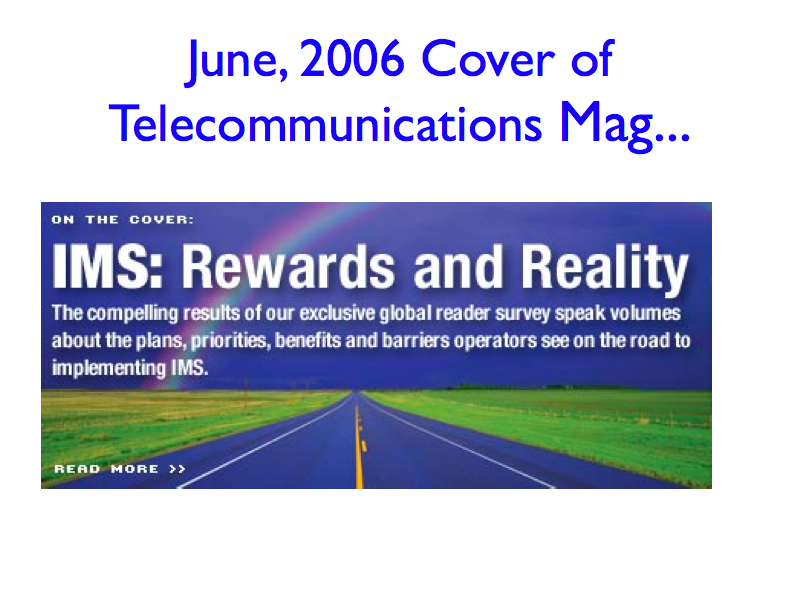 June, 2006 Cover of
Telecommunications Mag...
ON THE COVER:
IMS: Rewards and Reality
The compelling results of our exclusive global reader survey speak volumes
about the plans, priorities, benefits and barriers operators see on the road to
implementing IMS.
READ MORE >>